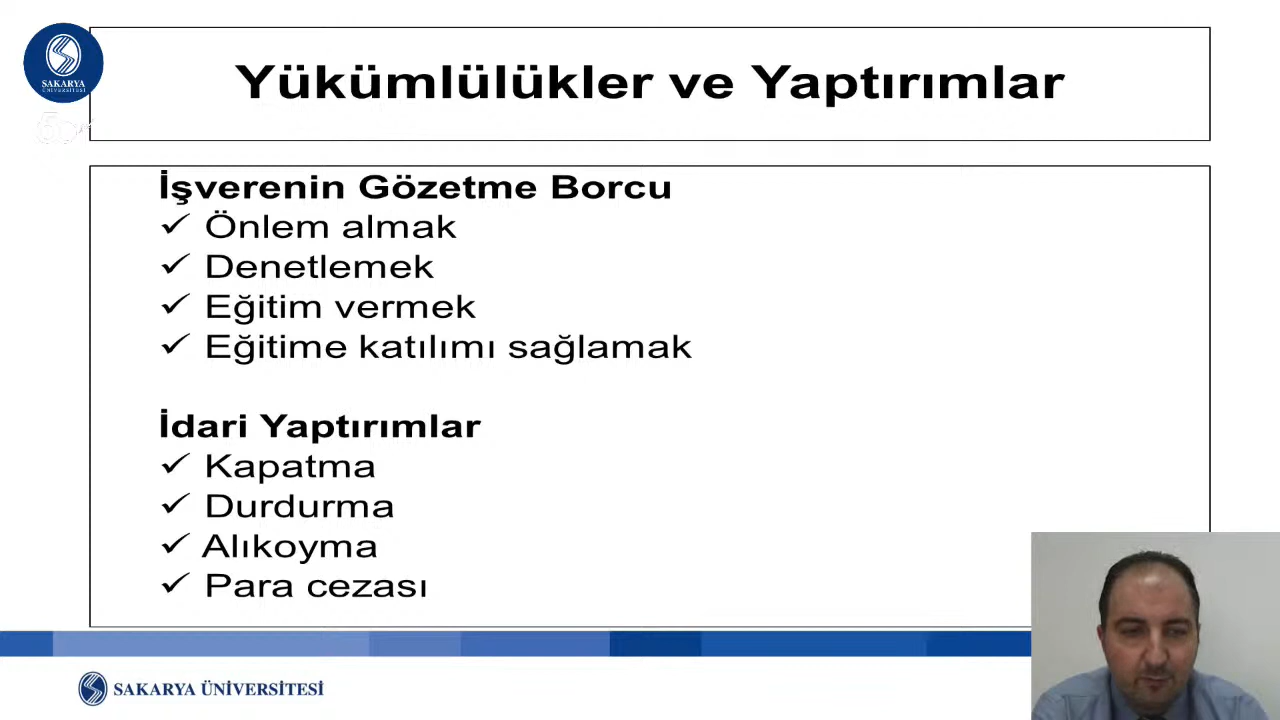 SAKARYA
ÜNİVERSİTESİ
Yükümlülükler ve Yaptırımlar
İşverenin Gözetme Borcu
✓ Önlem almak
✓ Denetlemek
✓ Eğitim vermek
✓ Eğitime katılımı sağlamak
İdari Yaptırımlar
✓ Kapatma
✓ Durdurma
✓ Alıkoyma
✓ Para cezası
SAKARYA ÜNİVERSİTESİ